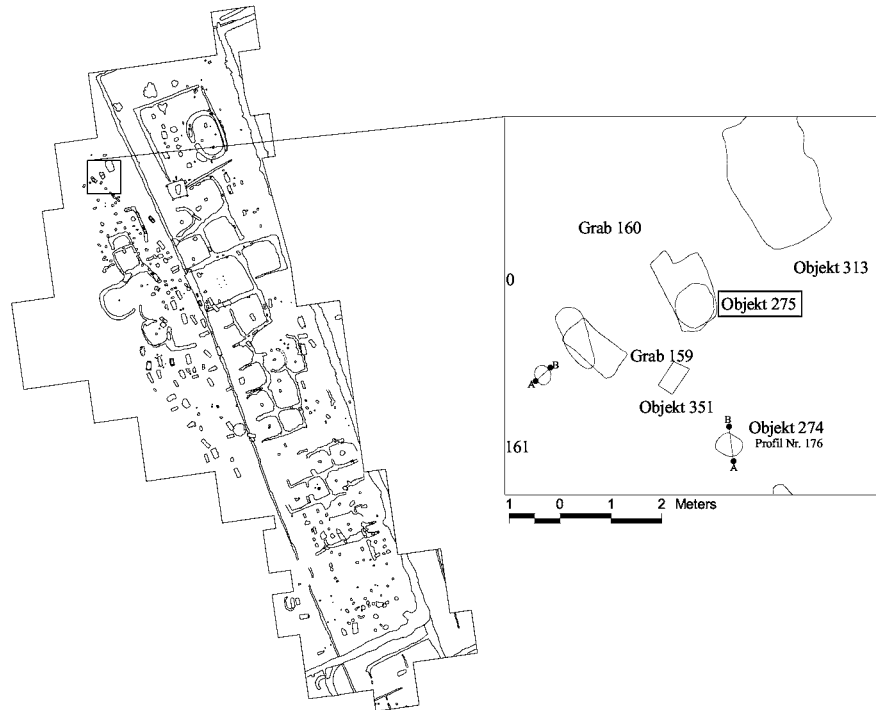 Grab 160
Objekt 313
0
Objekt 275
Grab 159
B
A
Objekt 351
B
Objekt 274
Profil Nr. 176
161
A
1 0 1 2 Meters